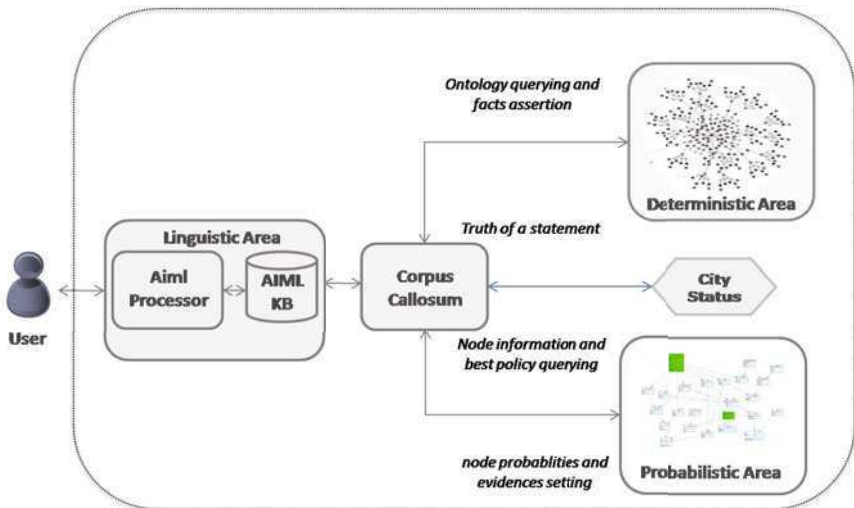 Ontology querying and
facts assertion
Deterministic Area
Linguistic Area
Truth of a statement
Aiml
Processor
AIML
KB
Corpus
Callosum
City
Status
User
Node information and
best policy querying
node probablities and
evidences setting
Probabilistic Area